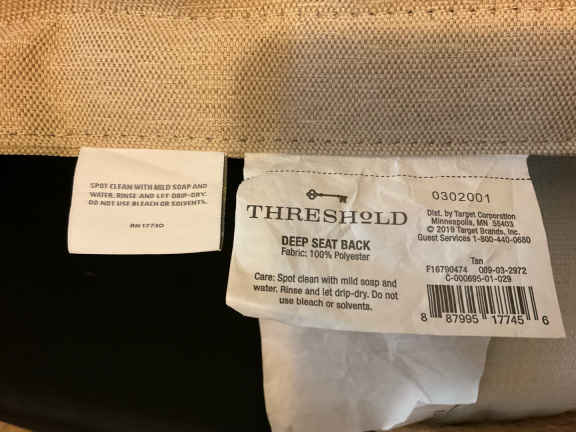 SPOT CLEAN WITH MILD SOAP AND
WATER. RINSE AND LET DRIP-DRY.
DO NOT USE BLEACH OR SOLVENTS.
RN 17730
THRESHOLD
DEEP SEAT BACK
Fabric: 100% Polyester
Care: Spot clean with mild soap and
water. Rinse and let drip-dry. Do not
use bleach or solvents.
0302001
Dist. by Target Corporation
Minneapolis, MN 55403
© 2019 Target Brands, Inc.
Guest Services 1-800-440-0680
Tan
F16790474 009-03-2972
C-000695-01-029
8 87995 17745 6